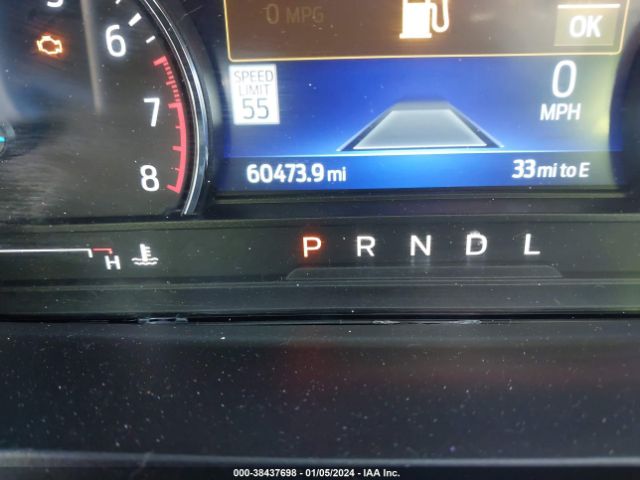 0 MPG
OK
6
7
8
SPEED
LIMIT
55
0
MPH
60473.9 mi
33 mi to E
H
P R N D L
000-38437698 - 01/05/2024 - IAA Inc.